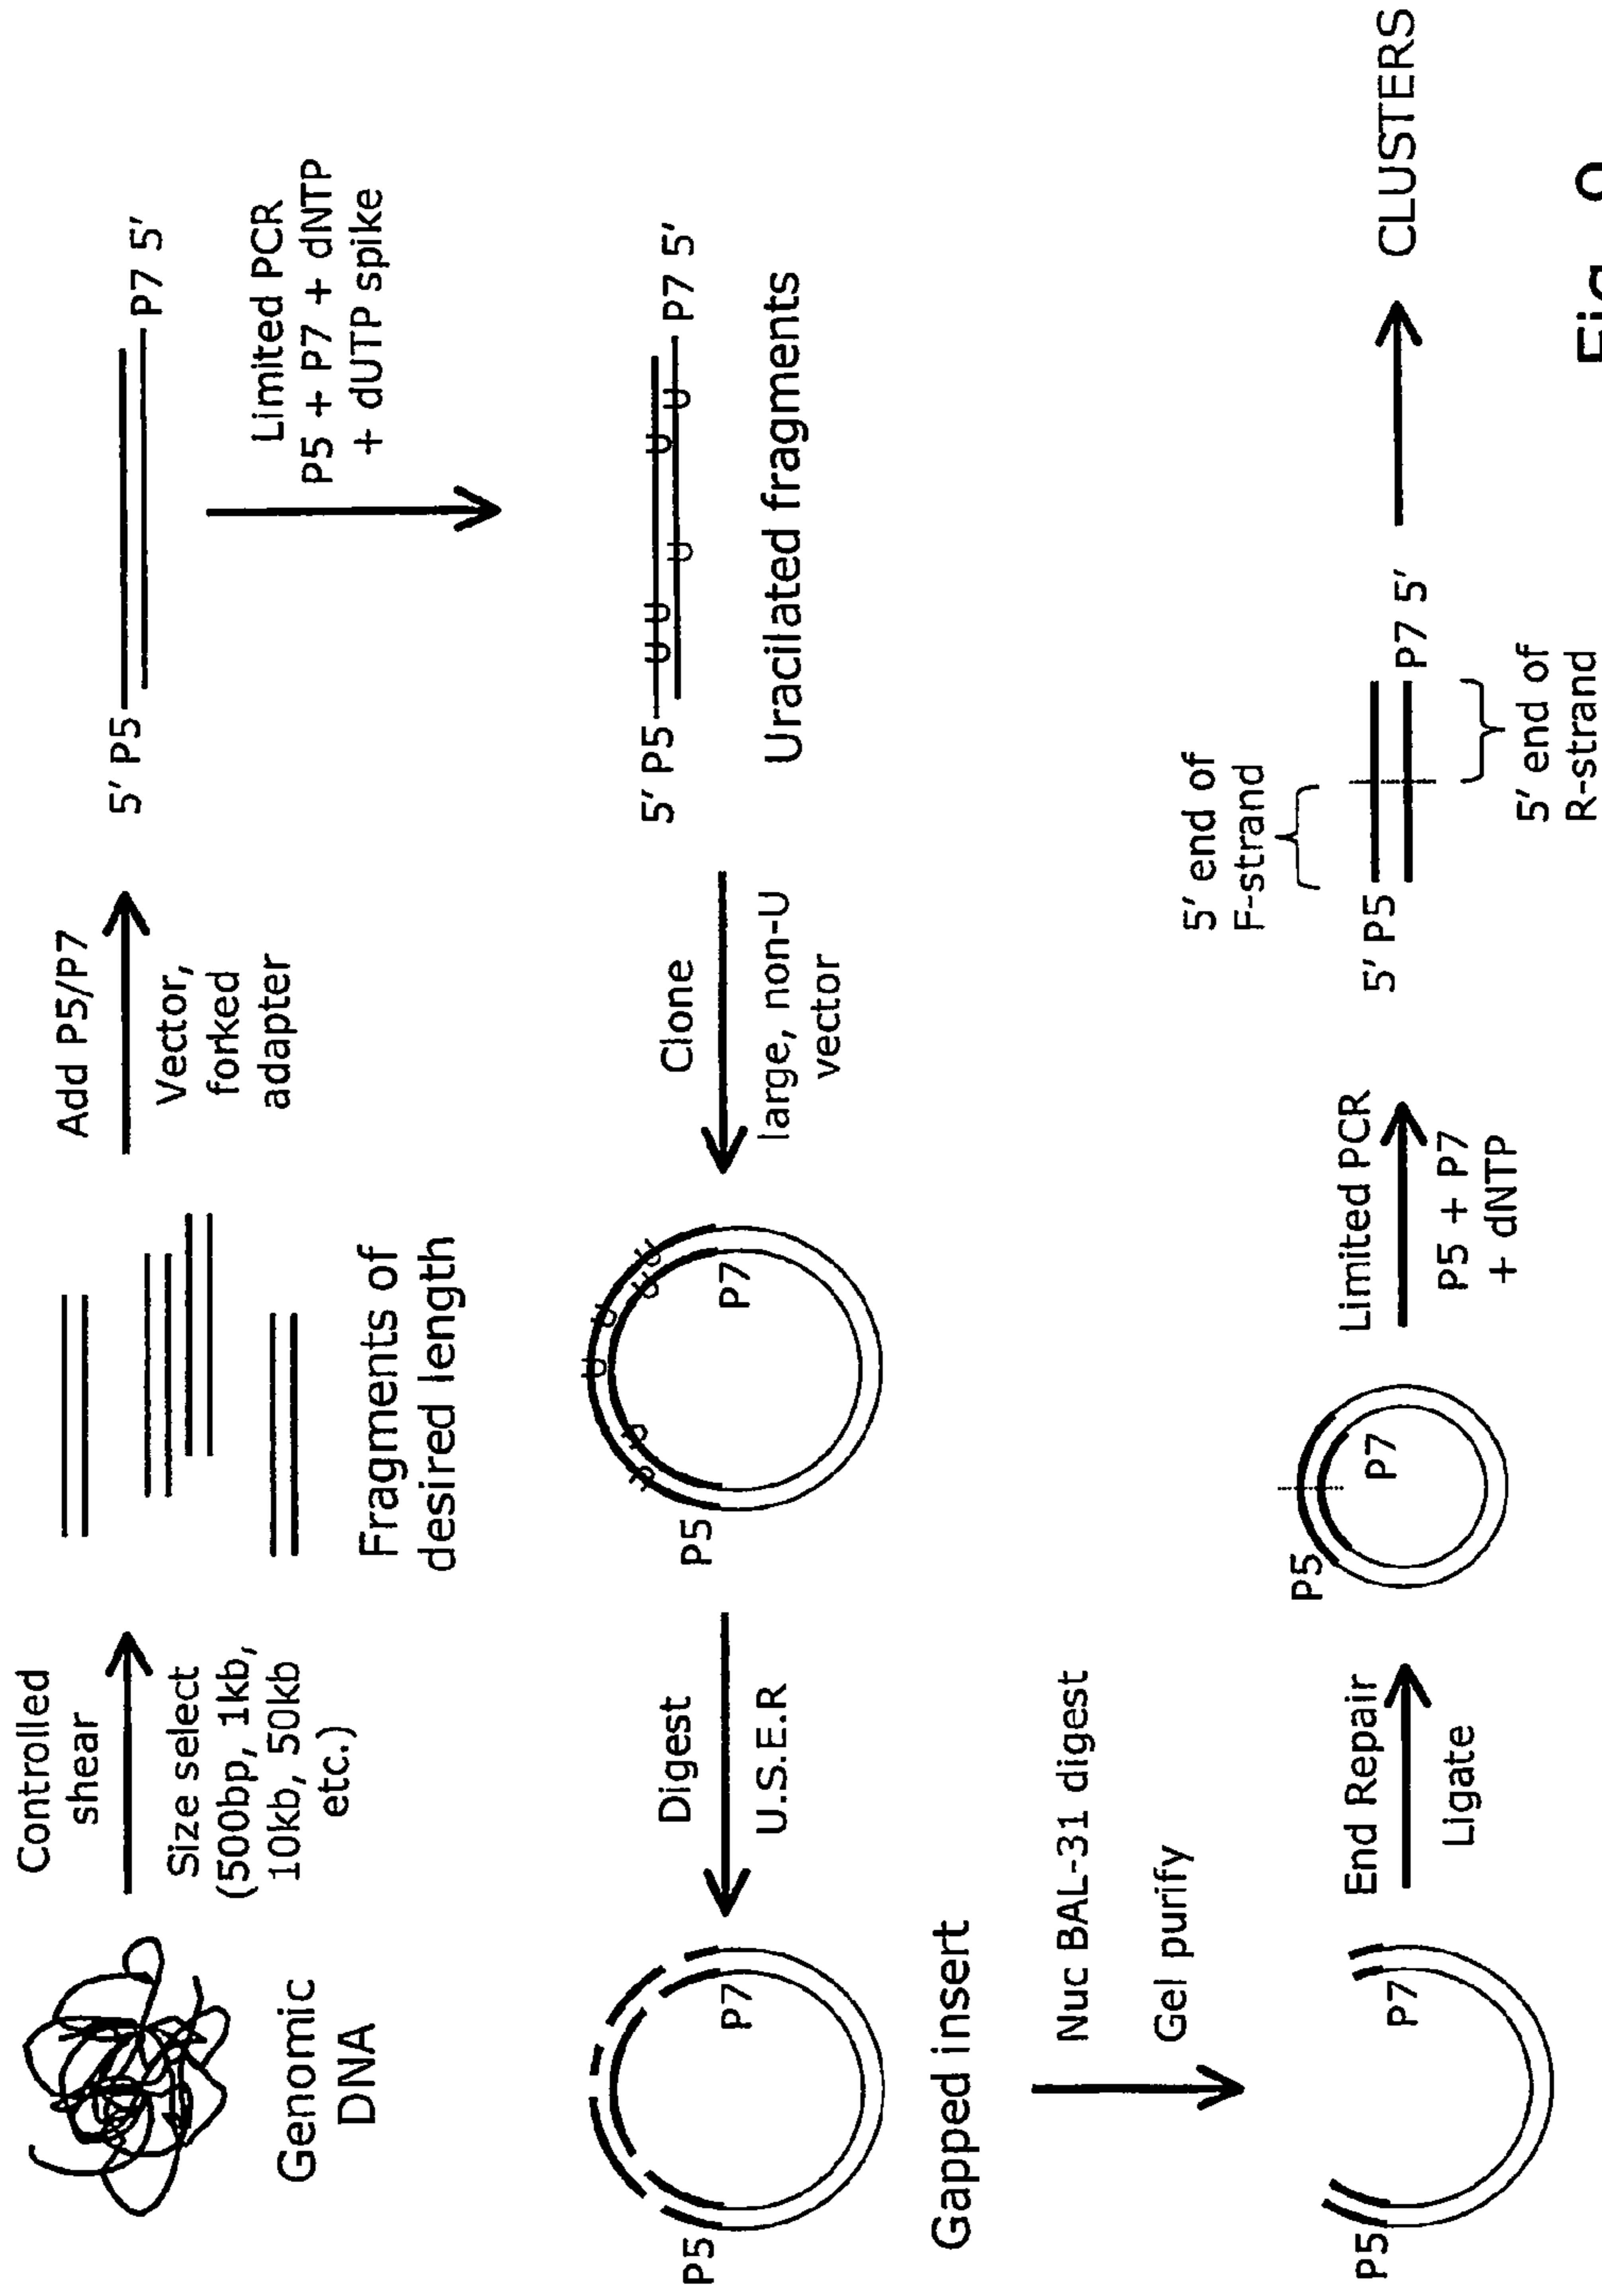 Controlled
shear
Size select
(500bp, 1kb,
10kb, 50kb
etc.)
Genomic
DNA
Fragments of
desired length
Add P5/P7
Vector,
forked
adapter
5' P5
P7 5'
Limited PCR
P5 + P7 + dNTP
+ dUTP spike
5' P5
U U U
U U
P7 5'
Uracilated fragments
Clone
large, non-U
vector
P5
U U U U U U
P7
Digest
U.S.E.R
P5
P7
Gapped insert
Nuc BAL-31 digest
Gel purify
P5
P7
End Repair
Ligate
P5
P7
Limited PCR
P5 + P7
+ dNTP
5' end of
F-strand
5' P5
P7 5'
5' end of
R-strand
CLUSTERS